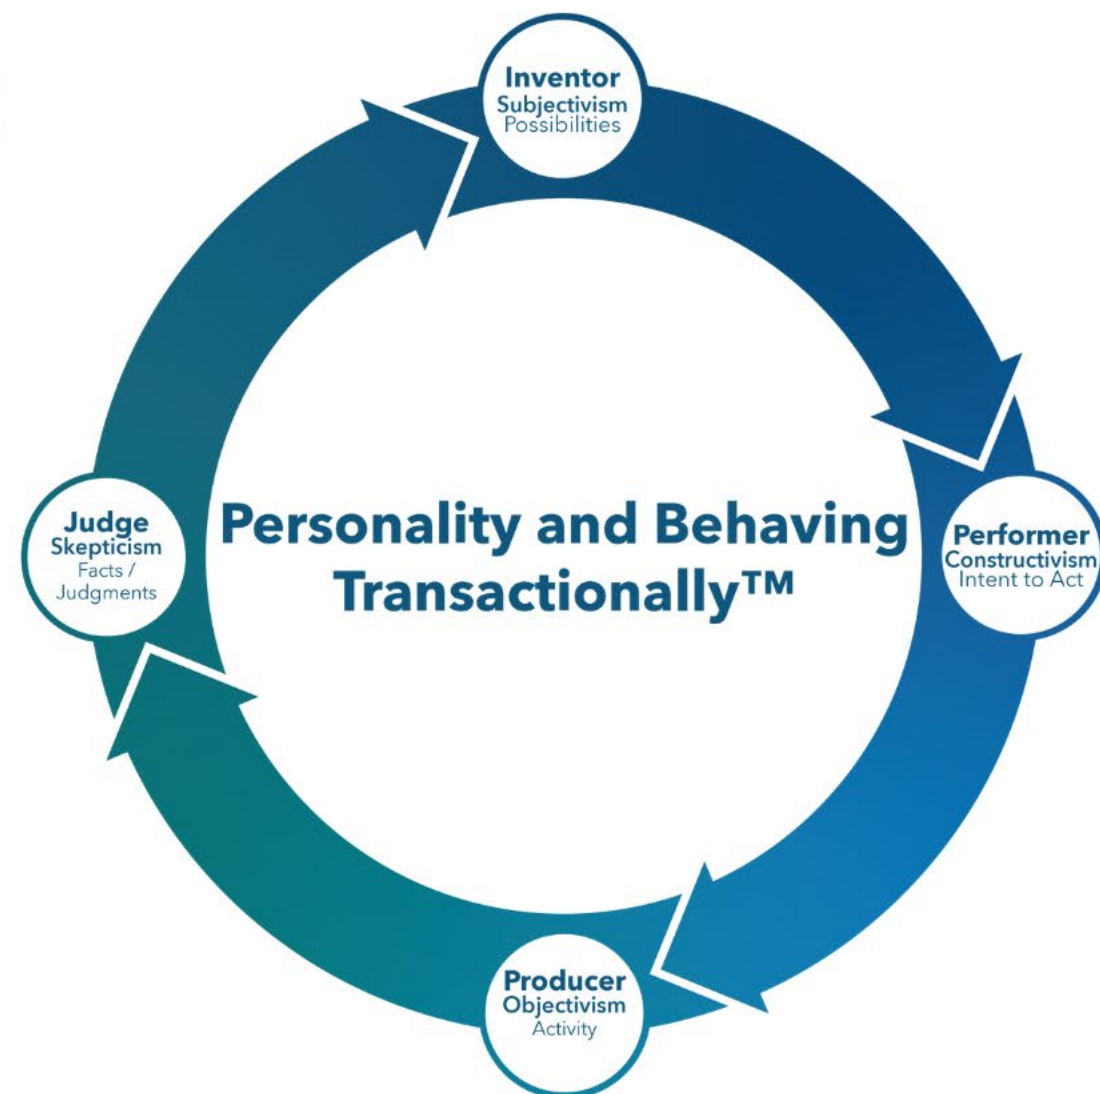 Inventor
Subjectivism
Possibilities
Performer
Constructivism
Intent to Act
Producer
Objectivism
Activity
Judge
Skepticism
Facts /
Judgments
Personality and Behaving
Transactionally™